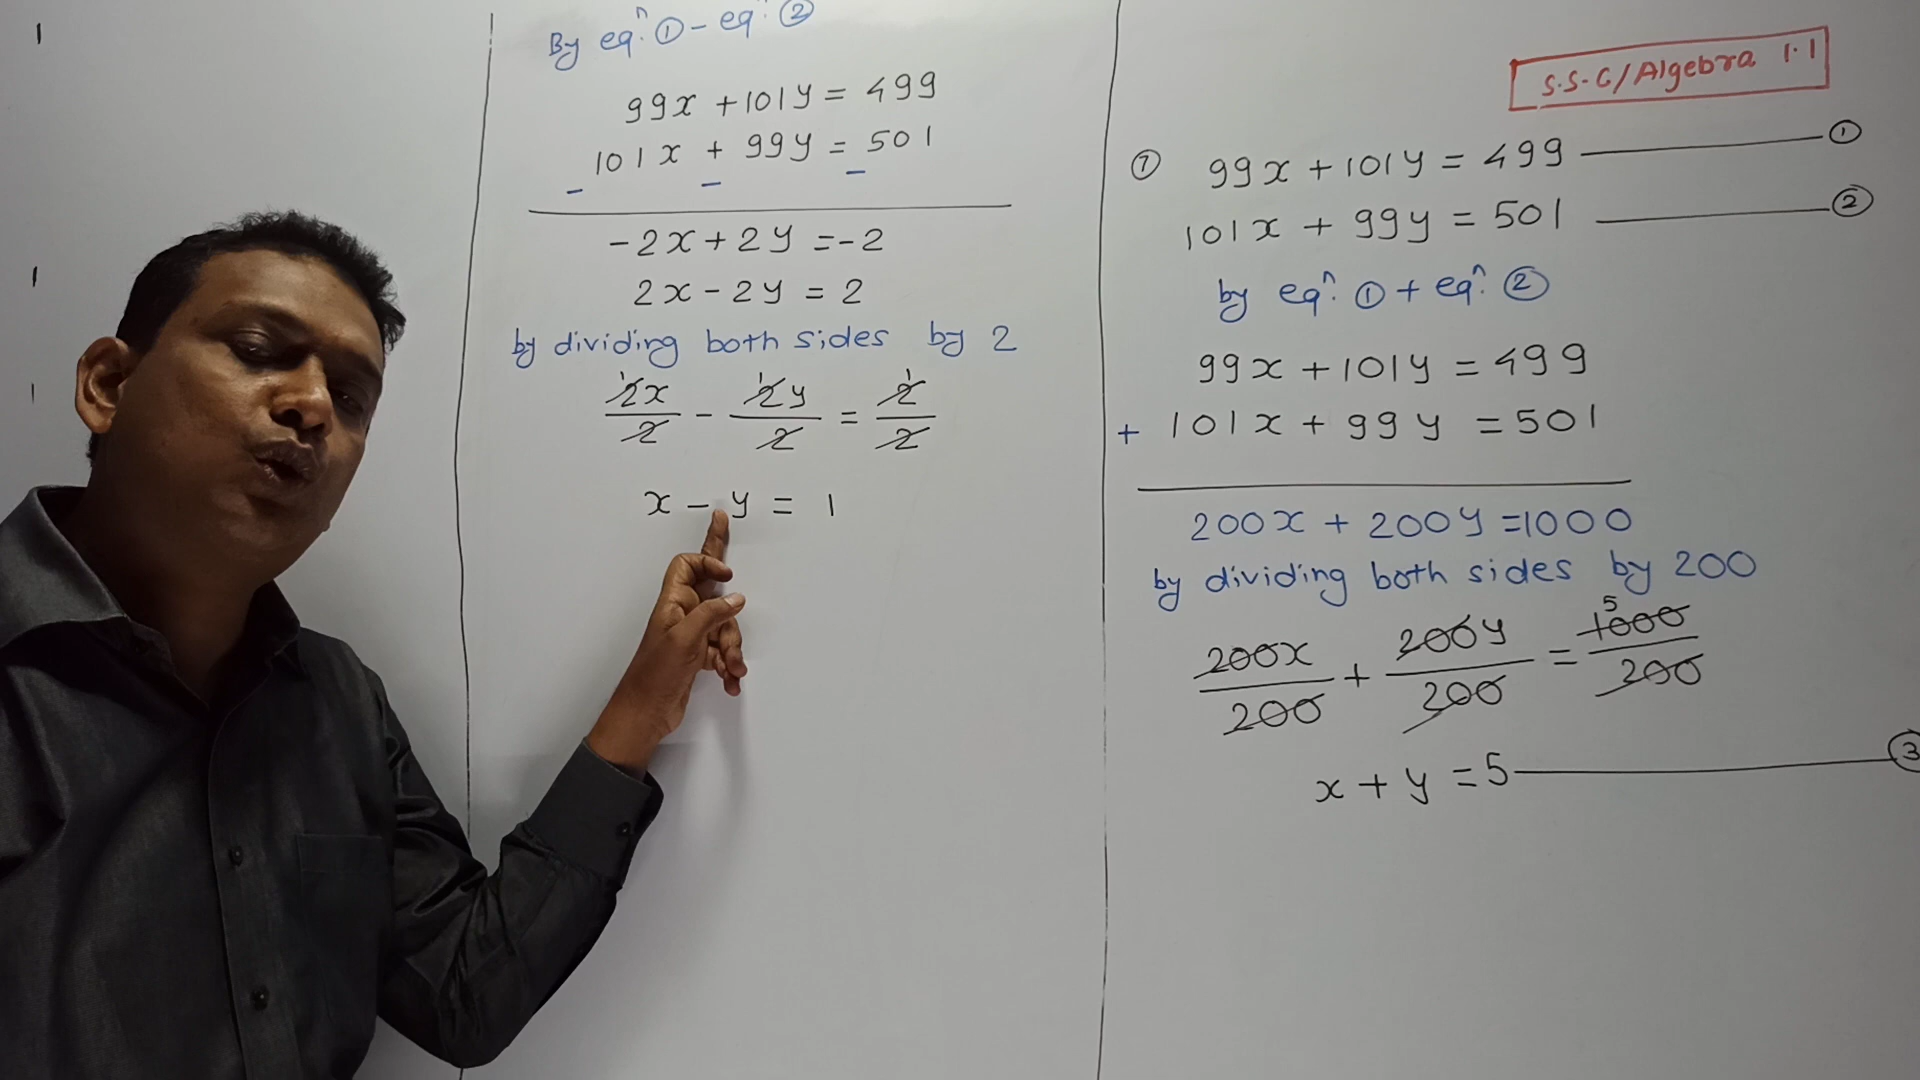 S.S.C/Algebra 1.1
⑦ 99x + 101y = 499 ①
101x + 99y = 501 ②
by eqⁿ. ① + eqⁿ. ②
99x + 101y = 499
+ 101x + 99y = 501
200x + 200y = 1000
by dividing both sides by 200
5
200x/200 + 200y/200 = 1000/200
x + y = 5 ③
By eqⁿ. ① - eqⁿ. ②
99x + 101y = 499
101x + 99y = 501
- - -
-2x + 2y = -2
2x - 2y = 2
by dividing both sides by 2
1 1 1
2x/2 - 2y/2 = 2/2
x - y = 1